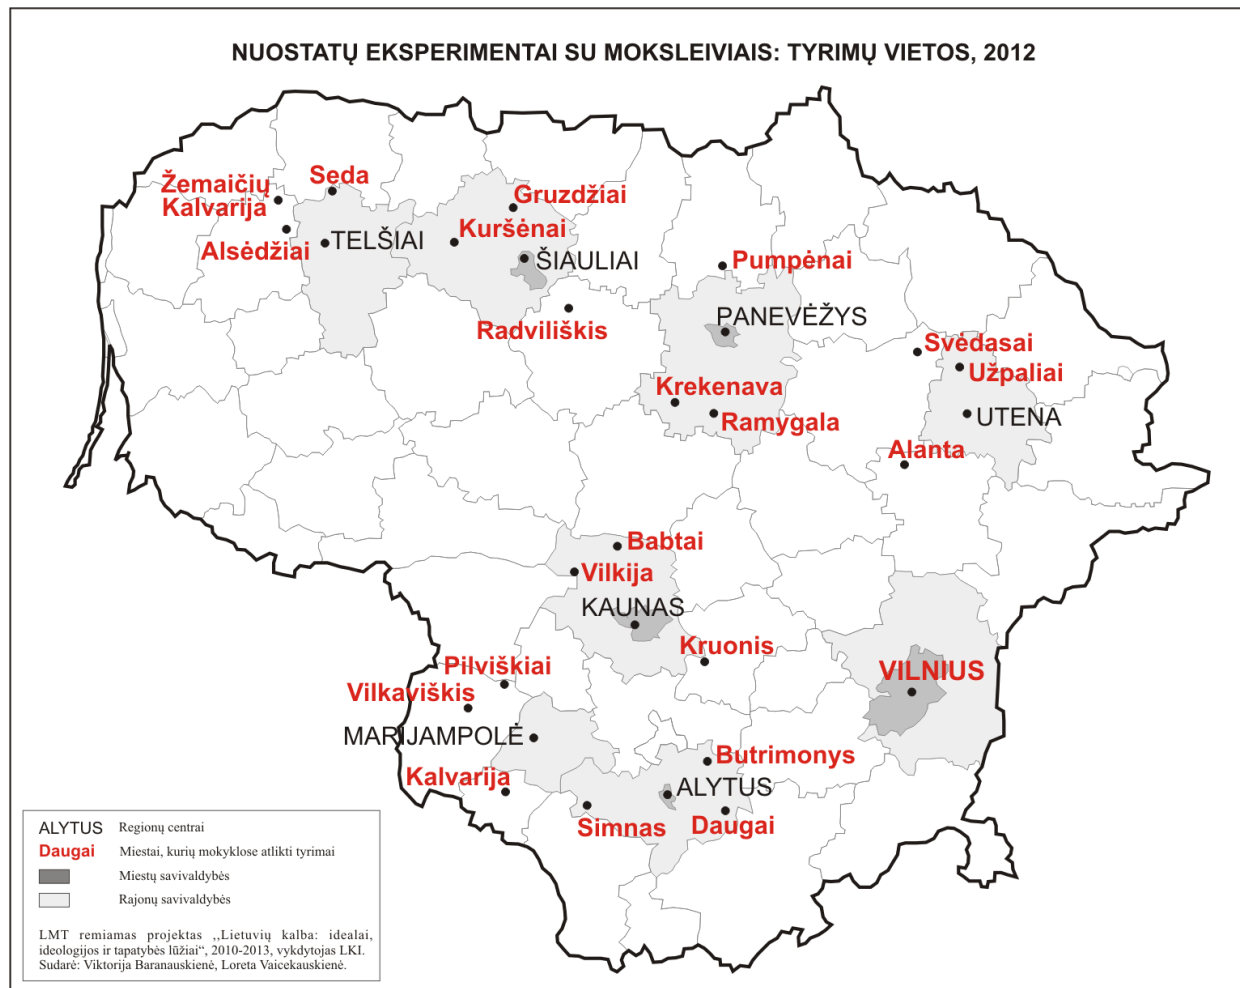 NUOSTATŲ EKSPERIMENTAI SU MOKSLEIVIAIS: TYRIMŲ VIETOS, 2012
Žemaičių
Kalvarija
Seda
Alsėdžiai
TELŠIAI
Gruzdžiai
Kuršėnai
ŠIAULIAI
Radviliškis
Pumpėnai
PANEVĖŽYS
Krekenava
Ramygala
Svėdasai
Užpaliai
UTENA
Alanta
Babtai
Vilkija
KAUNAS
Kruonis
VILNIUS
Pilviškiai
Vilkaviškis
MARIJAMPOLĖ
Kalvarija
Butrimonys
ALYTUS
Simnas
Daugai
ALYTUS Regionų centrai
Daugai Miestai, kurių mokyklose atlikti tyrimai
Miestų savivaldybės
Rajonų savivaldybės
LMT remiamas projektas ,,Lietuvių kalba: idealai,
ideologijos ir tapatybės lūžiai“, 2010-2013, vykdytojas LKI.
Sudarė: Viktorija Baranauskienė, Loreta Vaicekauskienė.